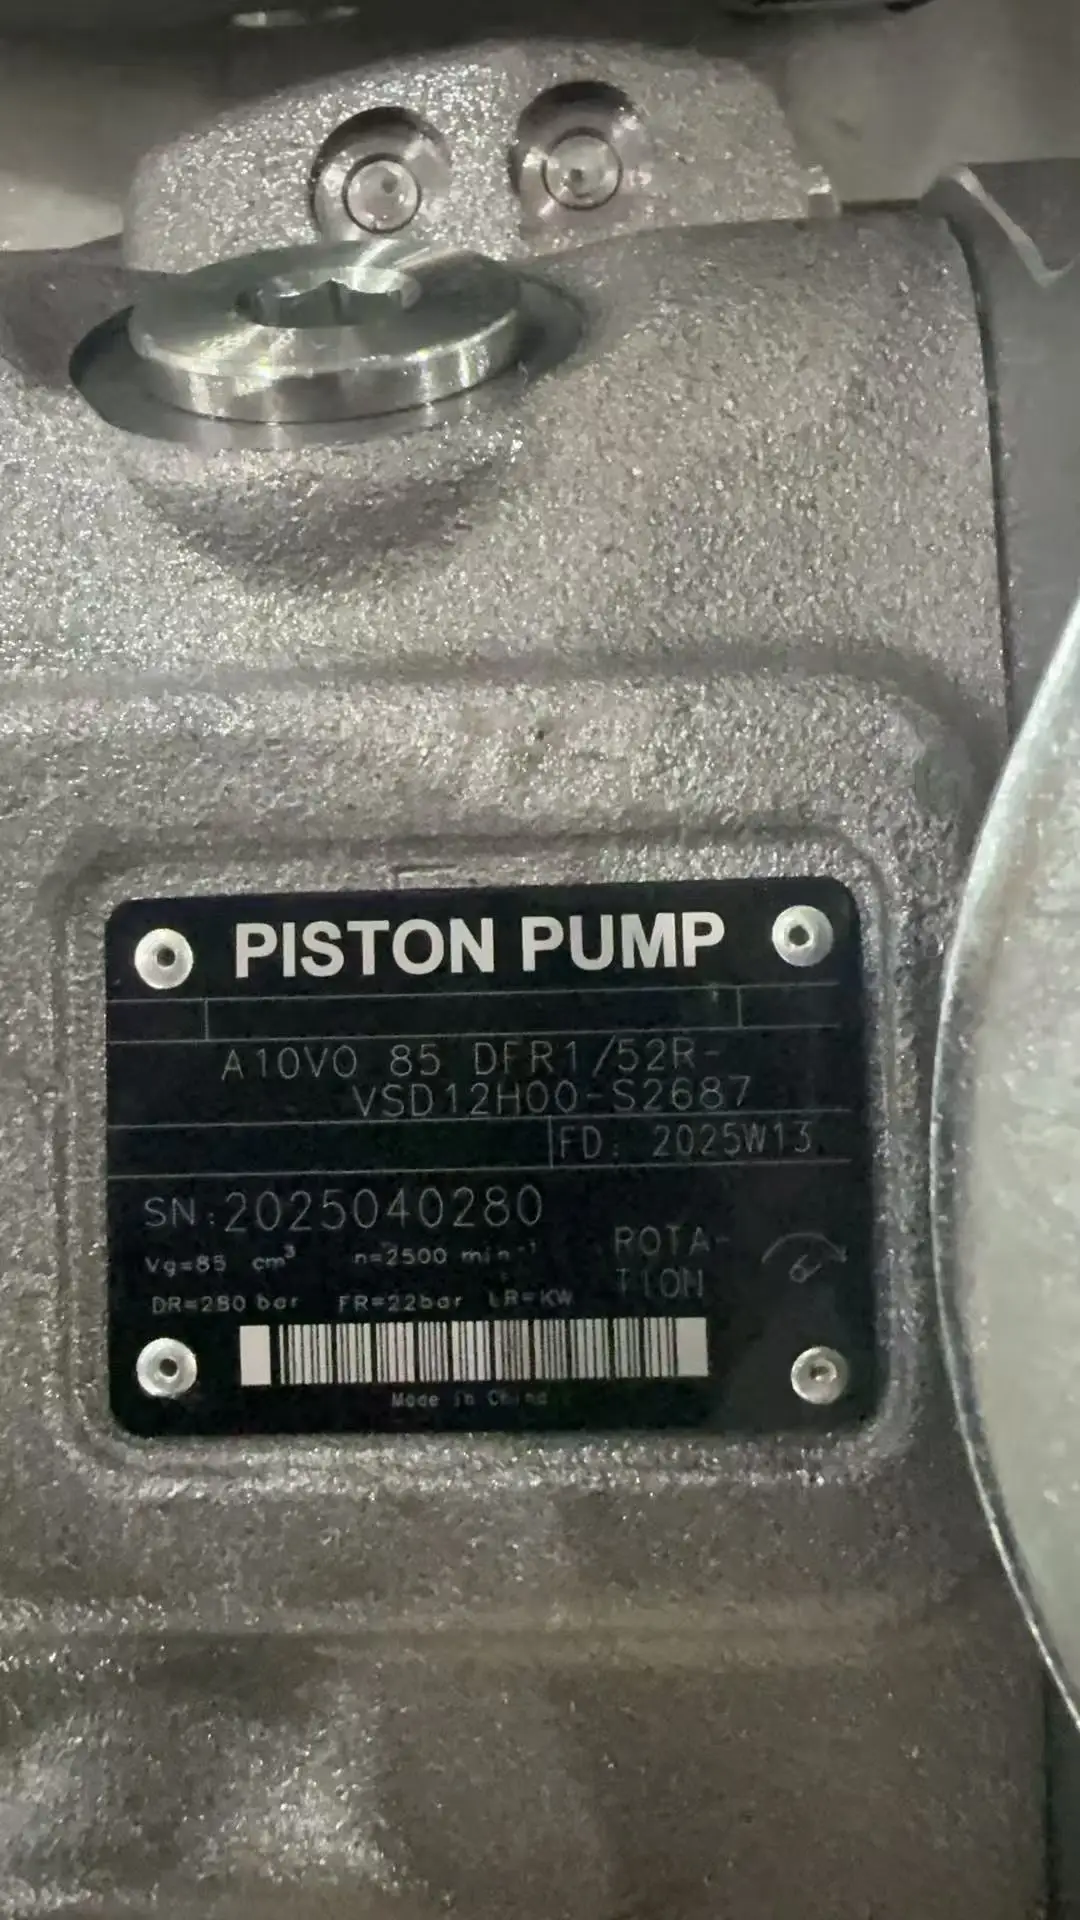 PISTON PUMP
A10VO 85 DFR1/52R-
VSD12H00-S2687
FD: 2025W13
SN:2025040280
Vg=85 cm³ n=2500 min⁻¹
DR=280 bar FR=22bar LR=KW
ROTA-
TION
Made in China